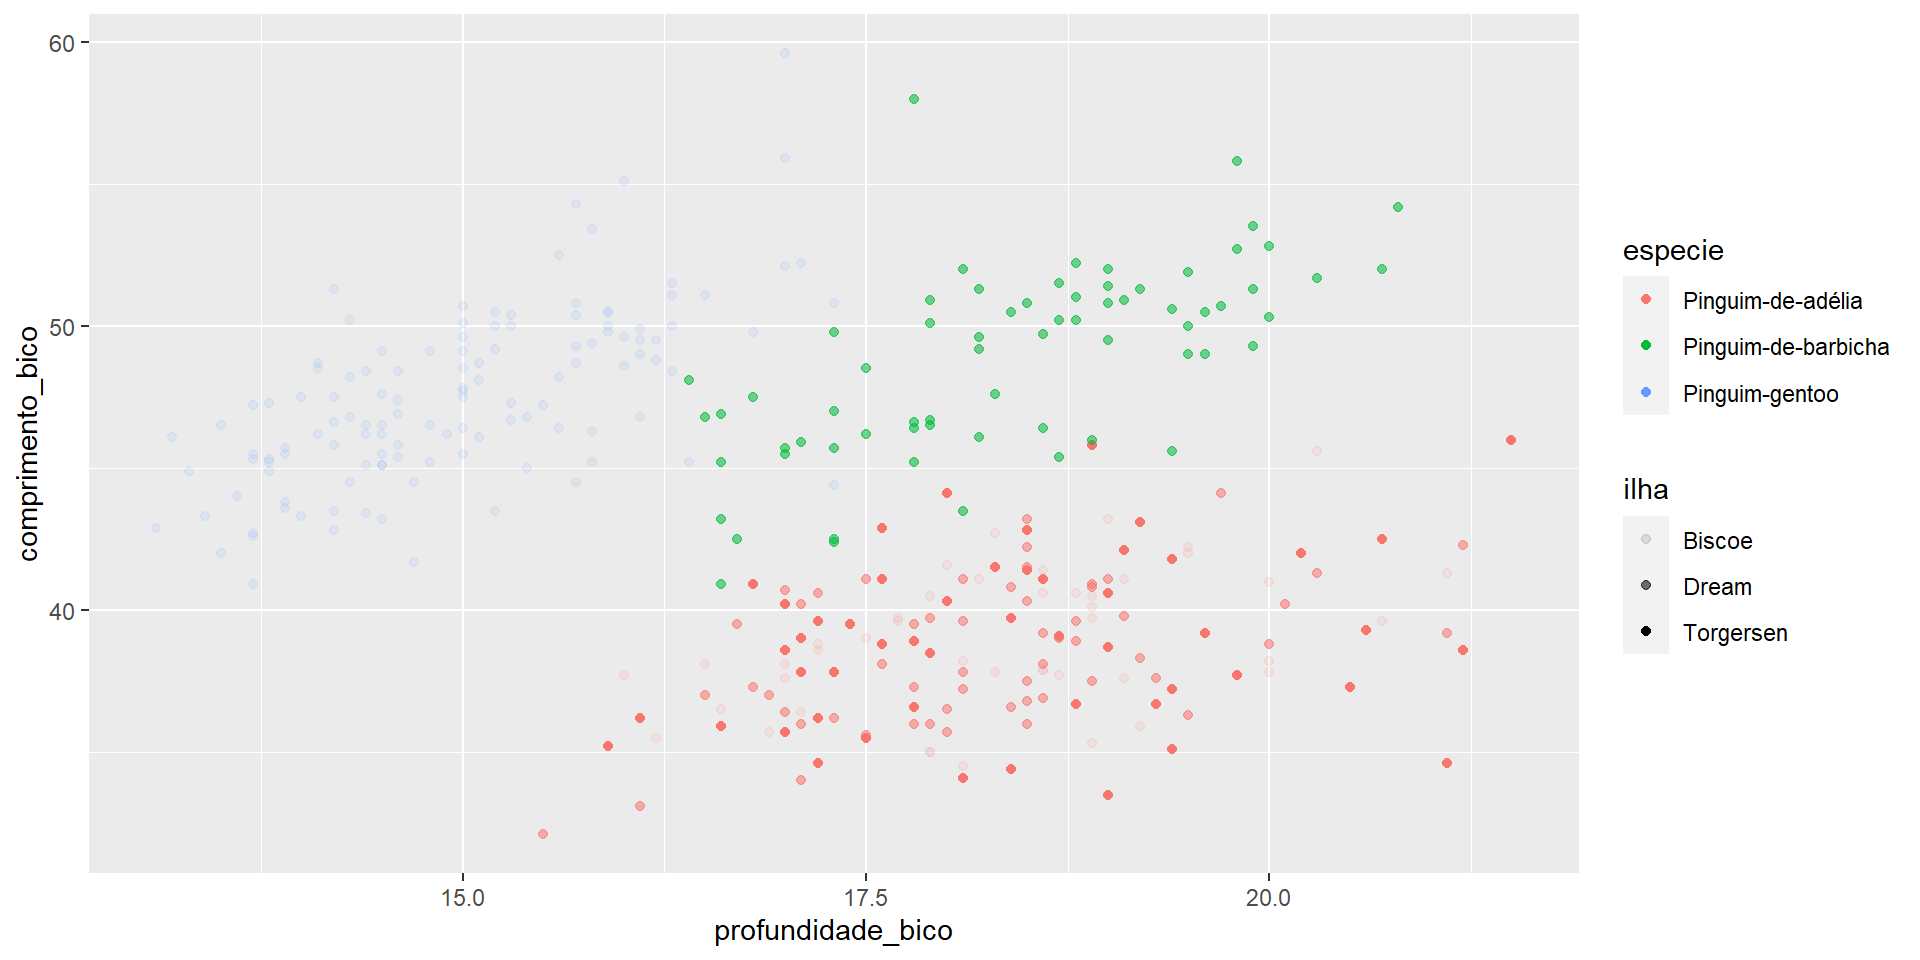 60
50
40
comprimento_bico
15.0
17.5
20.0
profundidade_bico
especie
Pinguim-de-adélia
Pinguim-de-barbicha
Pinguim-gentoo
ilha
Biscoe
Dream
Torgersen